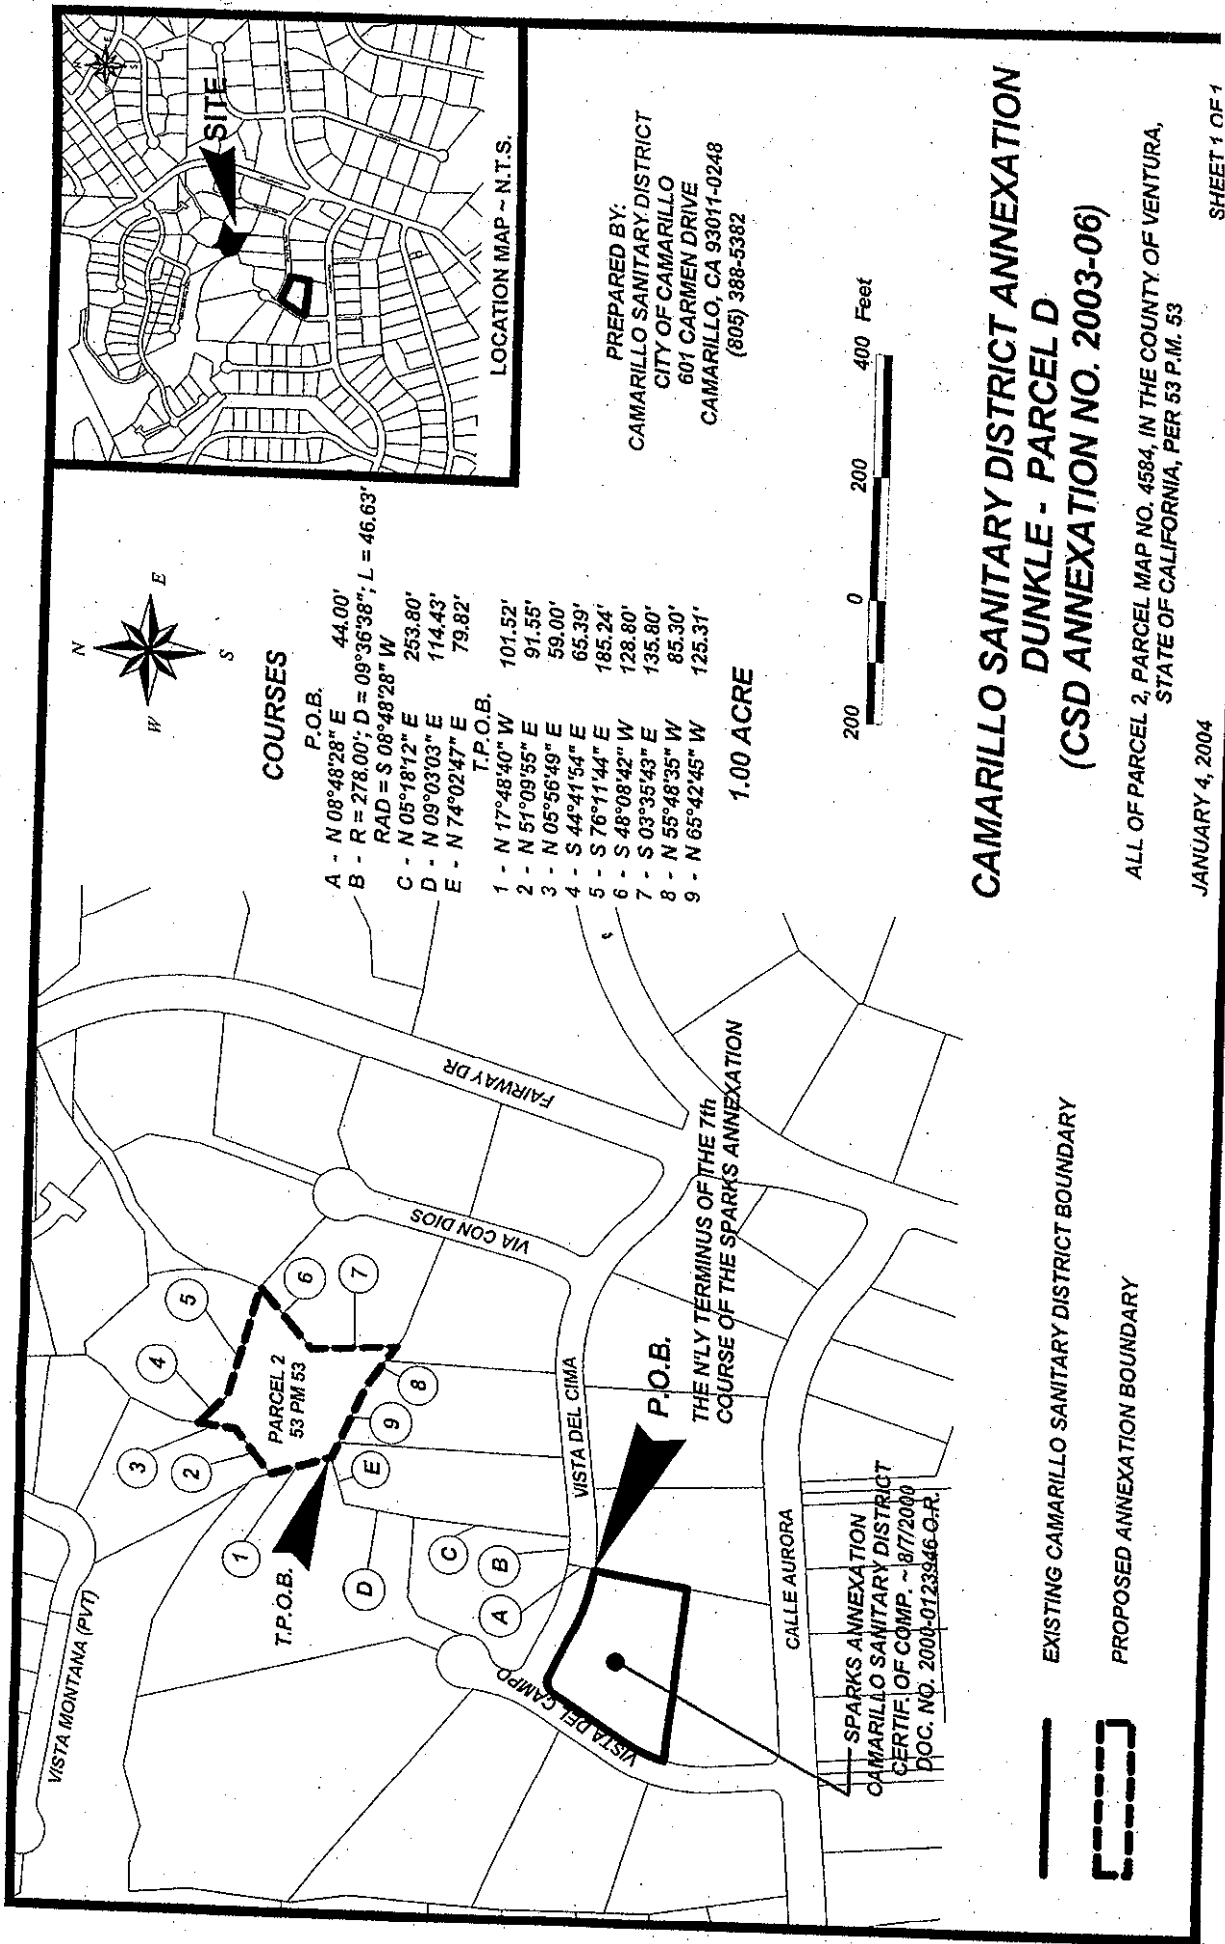 SITE
LOCATION MAP ~ N.T.S.
N
W
E
S
COURSES
P.O.B.
A - N 08°48'28" E 44.00'
B - R = 278.00'; D = 09°36'38"; L = 46.63'
RAD = S 08°48'28" W
C - N 05°18'12" E 253.80'
D - N 09°03'03" E 114.43'
E - N 74°02'47" E 79.82'
T.P.O.B.
1 - N 17°48'40" W 101.52'
2 - N 51°09'55" E 91.55'
3 - N 05°56'49" E 59.00'
4 - S 44°41'54" E 65.39'
5 - S 76°11'44" E 185.24'
6 - S 48°08'42" W 128.80'
7 - S 03°35'43" E 135.80'
8 - N 55°48'35" W 85.30'
9 - N 65°42'45" W 125.31'
1.00 ACRE
PREPARED BY:
CAMARILLO SANITARY DISTRICT
CITY OF CAMARILLO
601 CARMEN DRIVE
CAMARILLO, CA 93011-0248
(805) 388-5382
200 0 200 400 Feet
VISTA MONTANA (PVT)
FAIRWAY DR
VIA CON DIOS
VISTA DEL CIMA
VISTA DEL CAMPO
CALLE AURORA
PARCEL 2
53 PM 53
1
2
3
4
5
6
7
8
9
A
B
C
D
E
T.P.O.B.
P.O.B.
THE N'LY TERMINUS OF THE 7th
COURSE OF THE SPARKS ANNEXATION
SPARKS ANNEXATION
CAMARILLO SANITARY DISTRICT
CERTIF. OF COMP. ~ 8/7/2000
DOC. NO. 2000-0123946 O.R.
EXISTING CAMARILLO SANITARY DISTRICT BOUNDARY
PROPOSED ANNEXATION BOUNDARY
CAMARILLO SANITARY DISTRICT ANNEXATION
DUNKLE - PARCEL D
(CSD ANNEXATION NO. 2003-06)
ALL OF PARCEL 2, PARCEL MAP NO. 4584, IN THE COUNTY OF VENTURA,
STATE OF CALIFORNIA, PER 53 P.M. 53
JANUARY 4, 2004
SHEET 1 OF 1